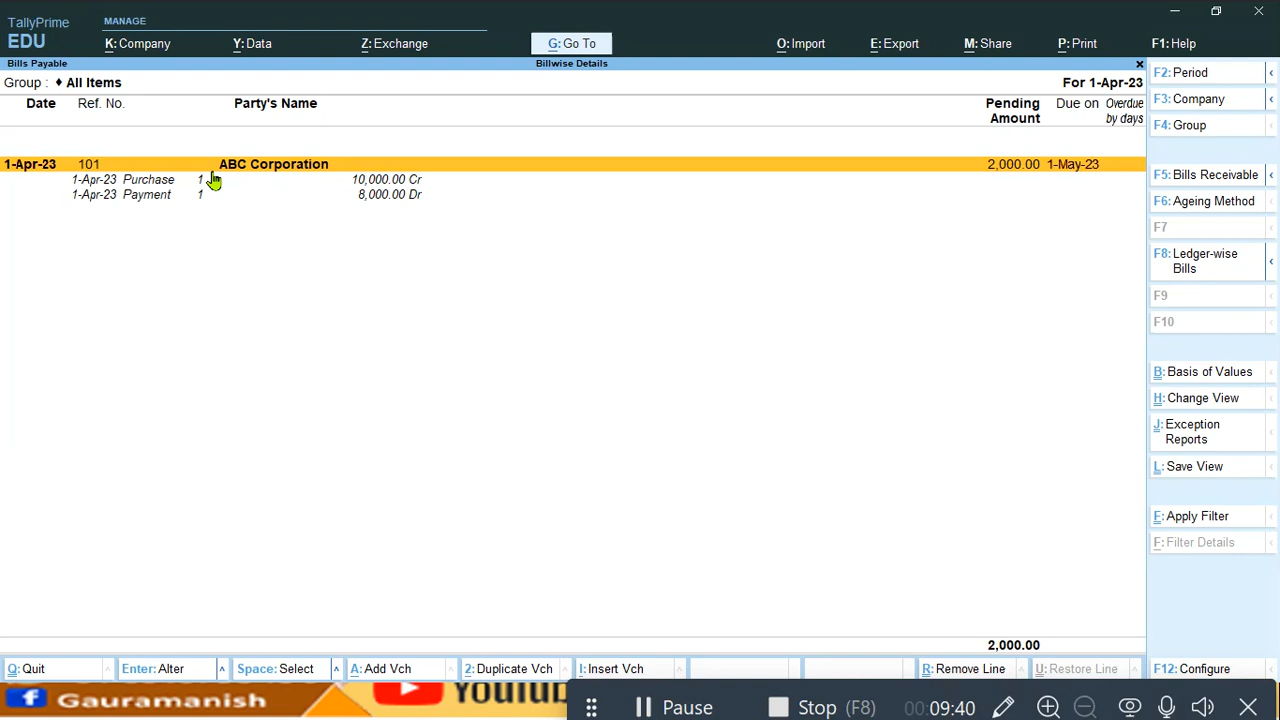 TallyPrime
EDU
MANAGE
K: Company
Y: Data
Z: Exchange
G: Go To
O: Import
E: Export
M: Share
P: Print
F1: Help
Bills Payable
Billwise Details
×
Group : ♦ All Items
For 1-Apr-23
Date Ref. No. Party's Name Pending Amount Due on Overdue by days
1-Apr-23 101 ABC Corporation 2,000.00 1-May-23
1-Apr-23 Purchase 1 10,000.00 Cr
1-Apr-23 Payment 1 8,000.00 Dr
2,000.00
F2: Period
F3: Company
F4: Group
F5: Bills Receivable
F6: Ageing Method
F7
F8: Ledger-wise
Bills
F9
F10
B: Basis of Values
H: Change View
J: Exception
Reports
L: Save View
F: Apply Filter
F: Filter Details
Q: Quit
Enter: Alter
Space: Select
A: Add Vch
2: Duplicate Vch
I: Insert Vch
R: Remove Line
U: Restore Line
F12: Configure
f Gauramanish
YouTub
Pause
Stop (F8)
00:09:40